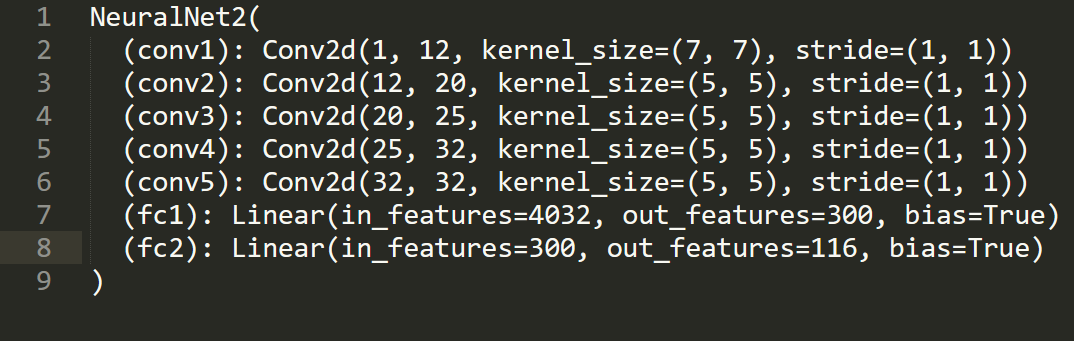 1 NeuralNet2(
2   (conv1): Conv2d(1, 12, kernel_size=(7, 7), stride=(1, 1))
3   (conv2): Conv2d(12, 20, kernel_size=(5, 5), stride=(1, 1))
4   (conv3): Conv2d(20, 25, kernel_size=(5, 5), stride=(1, 1))
5   (conv4): Conv2d(25, 32, kernel_size=(5, 5), stride=(1, 1))
6   (conv5): Conv2d(32, 32, kernel_size=(5, 5), stride=(1, 1))
7   (fc1): Linear(in_features=4032, out_features=300, bias=True)
8   (fc2): Linear(in_features=300, out_features=116, bias=True)
9 )